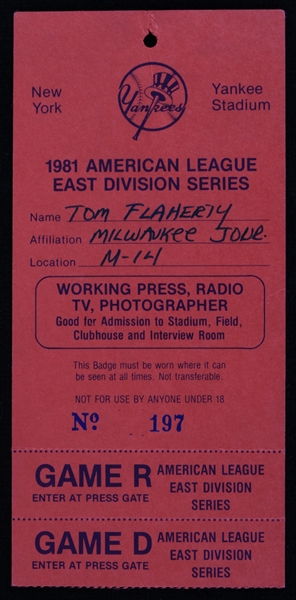 New York
Yankees
Yankee Stadium
1981 AMERICAN LEAGUE
EAST DIVISION SERIES
Name TOM FLAHERTY
Affiliation MILWAUKEE JOUR.
Location M-14
WORKING PRESS, RADIO
TV, PHOTOGRAPHER
Good for Admission to Stadium, Field,
Clubhouse and Interview Room
This Badge must be worn where it can
be seen at all times. Not transferable.
NOT FOR USE BY ANYONE UNDER 18
Nº 197
GAME R
ENTER AT PRESS GATE
AMERICAN LEAGUE
EAST DIVISION
SERIES
GAME D
ENTER AT PRESS GATE
AMERICAN LEAGUE
EAST DIVISION
SERIES